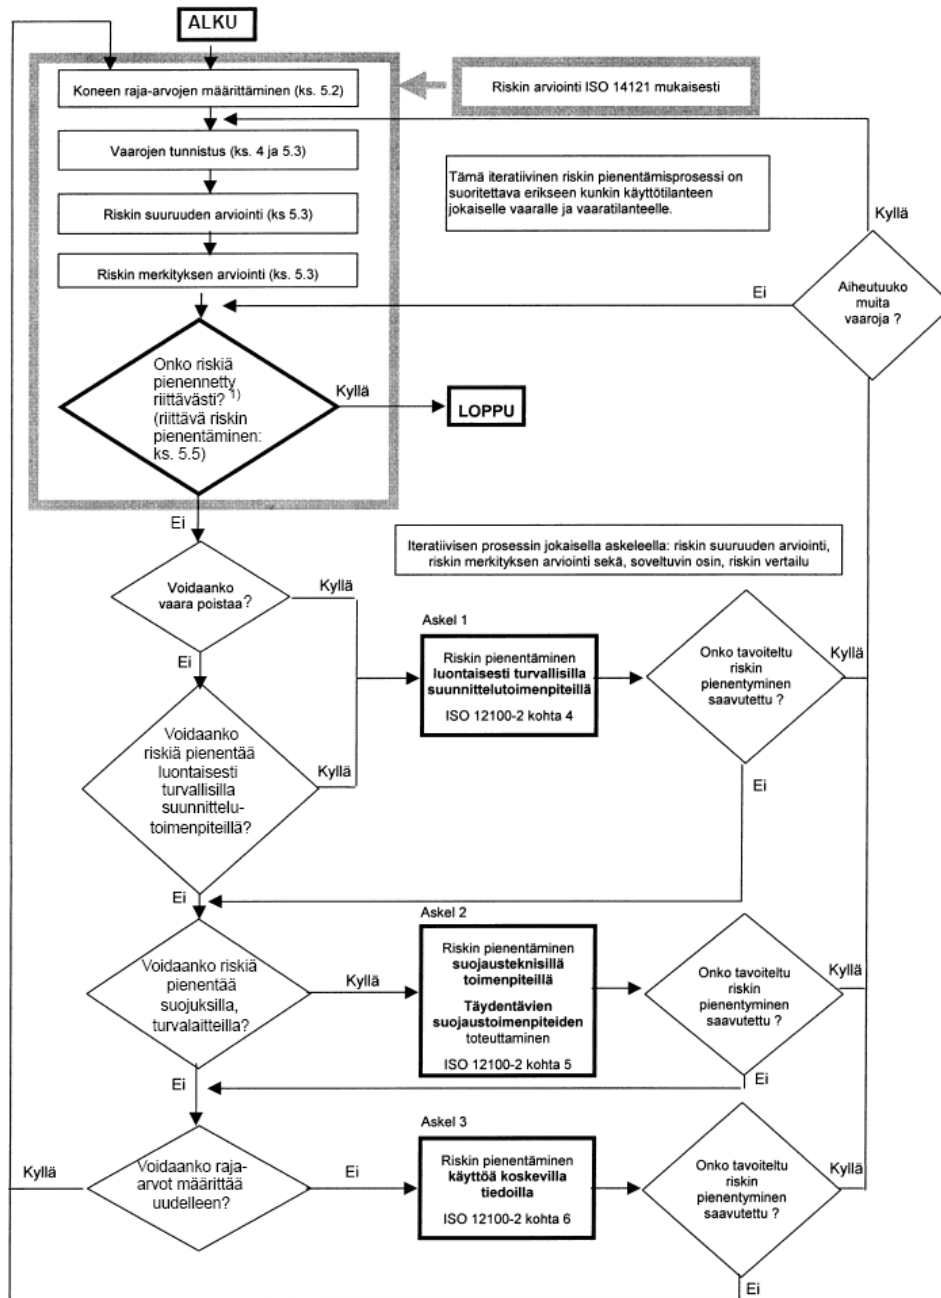 ALKU
Koneen raja-arvojen määrittäminen (ks. 5.2)
Riskin arviointi ISO 14121 mukaisesti
Vaarojen tunnistus (ks. 4 ja 5.3)
Tämä iteratiivinen riskin pienentämisprosessi on
suoritettava erikseen kunkin käyttötilanteen
jokaiselle vaaralle ja vaaratilanteelle.
Riskin suuruuden arviointi (ks 5.3)
Kyllä
Riskin merkityksen arviointi (ks. 5.3)
Ei
Aiheutuuko
muita
vaaroja ?
Onko riskiä
pienennetty
riittävästi? 1)
(riittävä riskin
pienentäminen:
ks. 5.5)
Kyllä
LOPPU
Ei
Iteratiivisen prosessin jokaisella askeleella: riskin suuruuden arviointi,
riskin merkityksen arviointi sekä, soveltuvin osin, riskin vertailu
Voidaanko
vaara poistaa?
Kyllä
Ei
Askel 1
Riskin pienentäminen
luontaisesti turvallisilla
suunnittelutoimenpiteillä
ISO 12100-2 kohta 4
Onko tavoiteltu
riskin
pienentyminen
saavutettu ?
Kyllä
Ei
Voidaanko
riskiä pienentää
luontaisesti
turvallisilla
suunnittelu-
toimenpiteillä?
Kyllä
Ei
Askel 2
Voidaanko riskiä
pienentää
suojuksilla,
turvalaitteilla?
Kyllä
Riskin pienentäminen
suojausteknisillä
toimenpiteillä
Täydentävien
suojaustoimenpiteiden
toteuttaminen
ISO 12100-2 kohta 5
Onko tavoiteltu
riskin
pienentyminen
saavutettu ?
Kyllä
Ei
Ei
Askel 3
Kyllä
Voidaanko raja-
arvot määrittää
uudelleen?
Ei
Riskin pienentäminen
käyttöä koskevilla
tiedoilla
ISO 12100-2 kohta 6
Onko tavoiteltu
riskin
pienentyminen
saavutettu ?
Kyllä
Ei